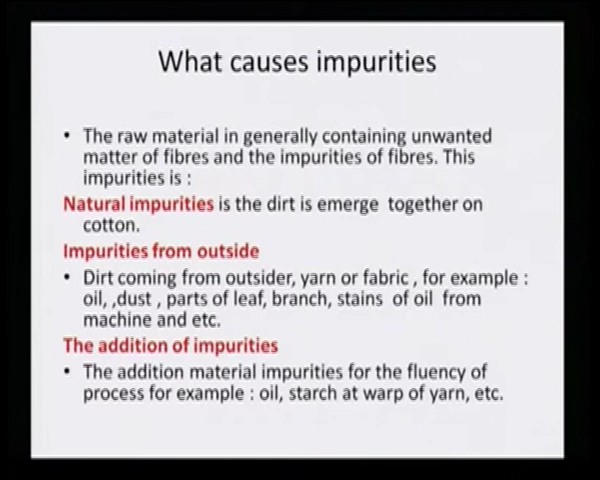 What causes impurities
• The raw material in generally containing unwanted
matter of fibres and the impurities of fibres. This
impurities is :
Natural impurities is the dirt is emerge together on
cotton.
Impurities from outside
• Dirt coming from outsider, yarn or fabric , for example :
oil, ,dust , parts of leaf, branch, stains of oil from
machine and etc.
The addition of impurities
• The addition material impurities for the fluency of
process for example : oil, starch at warp of yarn, etc.